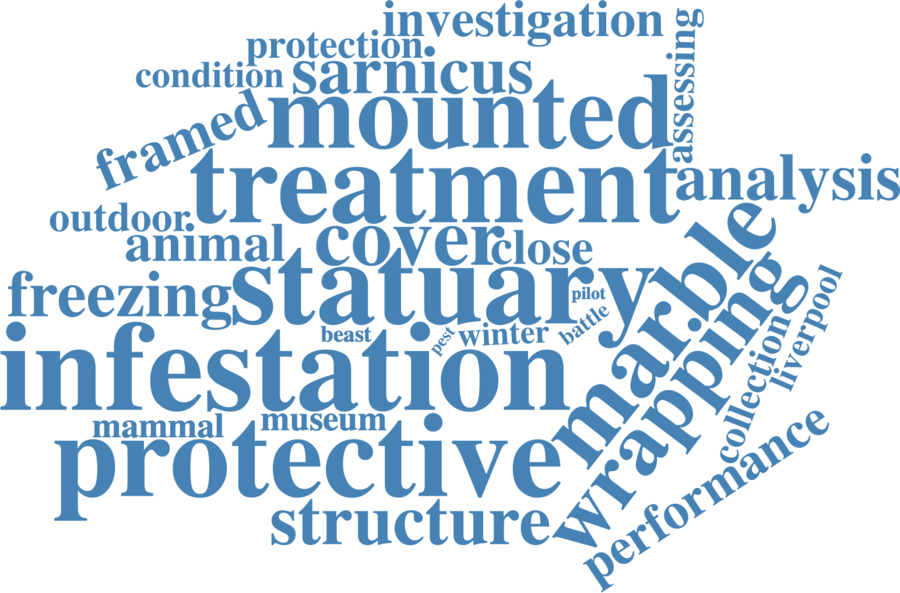 investigation
protection
assessing
condition
sarnicus
mounted
framed
treatment
analysis
outdoor
animal
cover
close
statuary
marble
freezing
pilot
wrapping
liverpool
beast
pest
winter
battle
collection
infestation
mammal
museum
protective
performance
structure